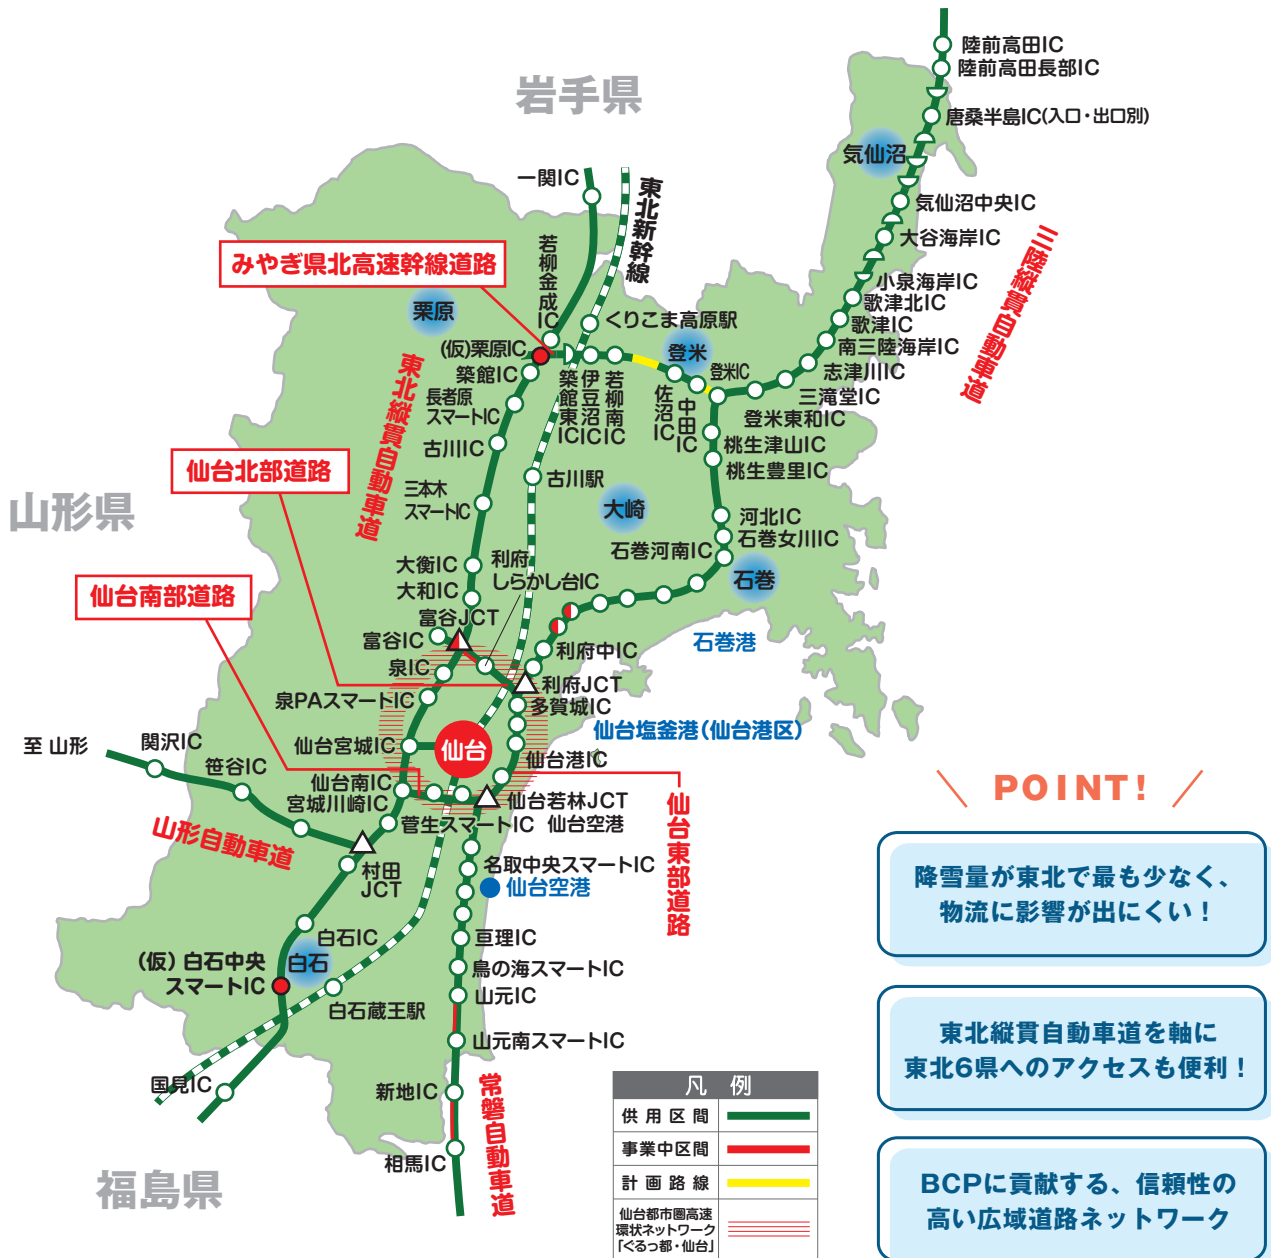 陸前高田IC
陸前高田長部IC
唐桑半島IC(入口・出口別)
岩手県
気仙沼
一関IC
東北新幹線
気仙沼中央IC
大谷海岸IC
三陸縦貫自動車道
若柳金成IC
みやぎ県北高速幹線道路
小泉海岸IC
歌津北IC
栗原
くりこま高原駅
歌津IC
(仮)栗原IC
登米
南三陸海岸IC
築館IC
登米IC
志津川IC
東北縦貫自動車道
長者原
スマートIC
築館東IC
伊豆沼IC
若柳南IC
佐沼IC
中田IC
三滝堂IC
登米東和IC
古川IC
桃生津山IC
仙台北部道路
桃生豊里IC
古川駅
三本木
スマートIC
大崎
山形県
河北IC
石巻女川IC
石巻河南IC
大衡IC
利府
しらかし台IC
石巻
大和IC
仙台南部道路
富谷JCT
富谷IC
石巻港
利府中IC
泉IC
利府JCT
泉PAスマートIC
多賀城IC
仙台塩釜港(仙台港区)
至 山形
関沢IC
仙台宮城IC
仙台
笹谷IC
仙台港IC
仙台南IC
宮城川崎IC
仙台若林JCT
菅生スマートIC
仙台空港
仙台東部道路
山形自動車道
村田
JCT
名取中央スマートIC
仙台空港
白石IC
亘理IC
(仮)白石中央
スマートIC
白石
鳥の海スマートIC
山元IC
白石蔵王駅
山元南スマートIC
国見IC
新地IC
常磐自動車道
相馬IC
福島県
凡 例
供用区間
事業中区間
計画路線
仙台都市圏高速
環状ネットワーク
「ぐるっ都・仙台」
POINT!
降雪量が東北で最も少なく、
物流に影響が出にくい！
東北縦貫自動車道を軸に
東北6県へのアクセスも便利！
BCPに貢献する、信頼性の
高い広域道路ネットワーク